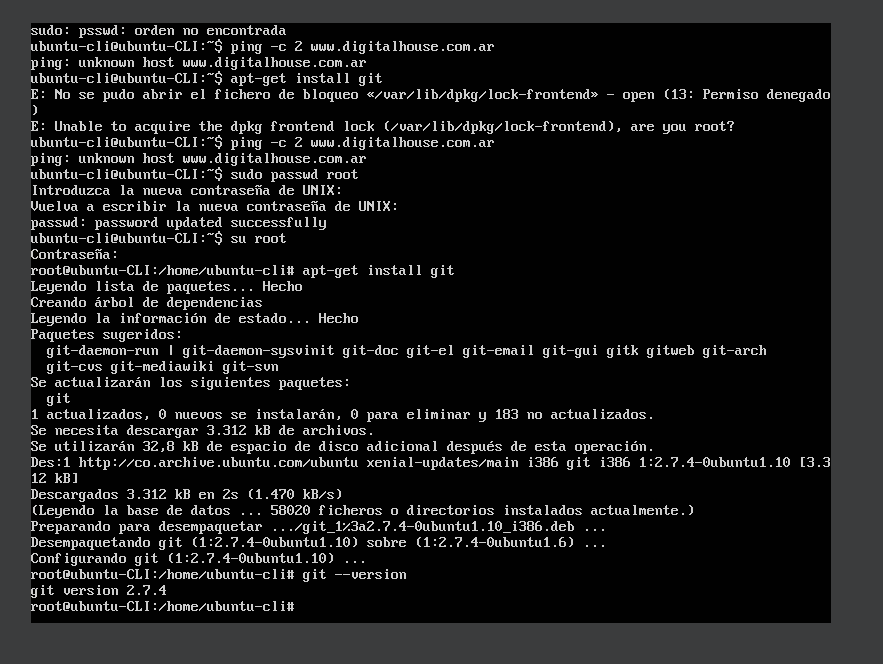 sudo: psswd: orden no encontrada
ubuntu-cli@ubuntu-CLI:~$ ping -c 2 www.digitalhouse.com.ar
ping: unknown host www.digitalhouse.com.ar
ubuntu-cli@ubuntu-CLI:~$ apt-get install git
E: No se pudo abrir el fichero de bloqueo «/var/lib/dpkg/lock-frontend» - open (13: Permiso denegado
)
E: Unable to acquire the dpkg frontend lock (/var/lib/dpkg/lock-frontend), are you root?
ubuntu-cli@ubuntu-CLI:~$ ping -c 2 www.digitalhouse.com.ar
ping: unknown host www.digitalhouse.com.ar
ubuntu-cli@ubuntu-CLI:~$ sudo passwd root
Introduzca la nueva contraseña de UNIX:
Vuelva a escribir la nueva contraseña de UNIX:
passwd: password updated successfully
ubuntu-cli@ubuntu-CLI:~$ su root
Contraseña:
root@ubuntu-CLI:/home/ubuntu-cli# apt-get install git
Leyendo lista de paquetes... Hecho
Creando árbol de dependencias
Leyendo la información de estado... Hecho
Paquetes sugeridos:
  git-daemon-run | git-daemon-sysvinit git-doc git-el git-email git-gui gitk gitweb git-arch
  git-cvs git-mediawiki git-svn
Se actualizarán los siguientes paquetes:
  git
1 actualizados, 0 nuevos se instalarán, 0 para eliminar y 183 no actualizados.
Se necesita descargar 3.312 kB de archivos.
Se utilizarán 32,8 kB de espacio de disco adicional después de esta operación.
Des:1 http://co.archive.ubuntu.com/ubuntu xenial-updates/main i386 git i386 1:2.7.4-0ubuntu1.10 [3.3
12 kB]
Descargados 3.312 kB en 2s (1.470 kB/s)
(Leyendo la base de datos ... 58020 ficheros o directorios instalados actualmente.)
Preparando para desempaquetar .../git_1%3a2.7.4-0ubuntu1.10_i386.deb ...
Desempaquetando git (1:2.7.4-0ubuntu1.10) sobre (1:2.7.4-0ubuntu1.6) ...
Configurando git (1:2.7.4-0ubuntu1.10) ...
root@ubuntu-CLI:/home/ubuntu-cli# git --version
git version 2.7.4
root@ubuntu-CLI:/home/ubuntu-cli#